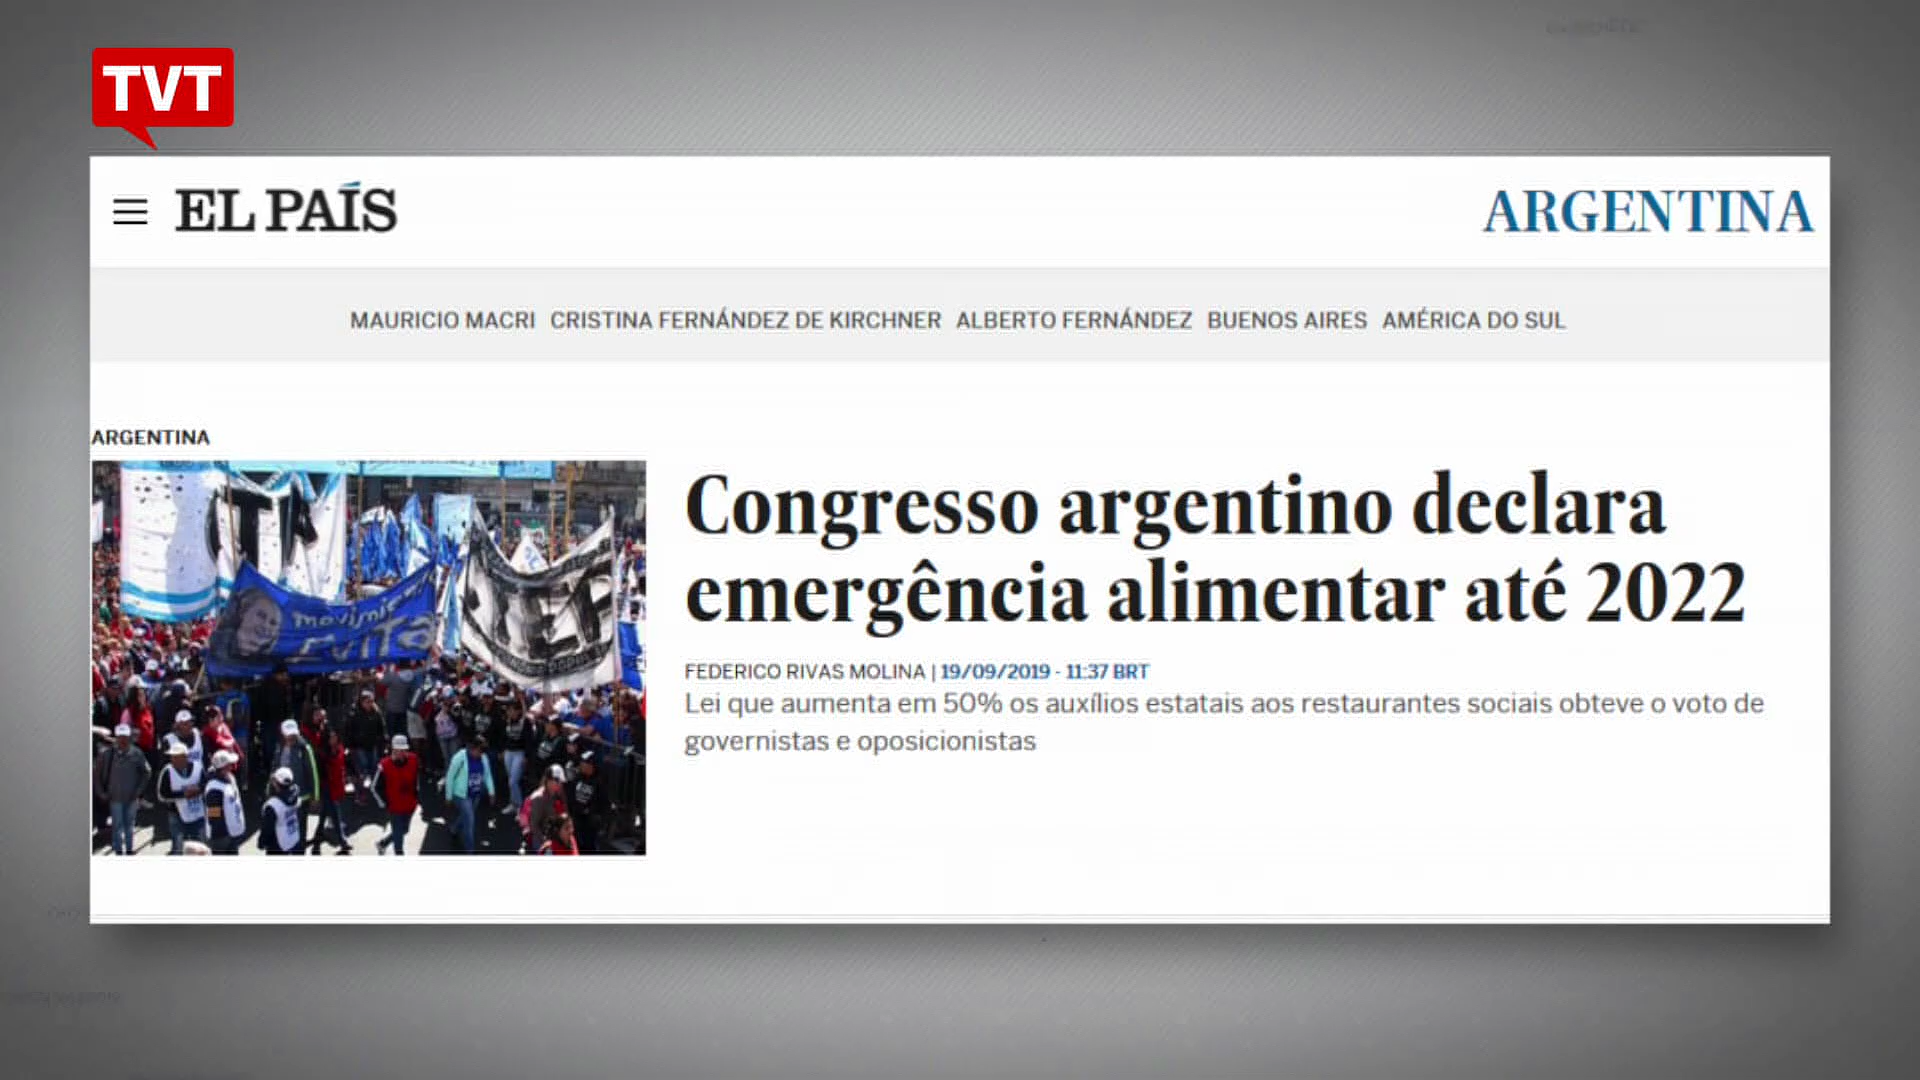 TVT
EL PAÍS
ARGENTINA
MAURICIO MACRI CRISTINA FERNÁNDEZ DE KIRCHNER ALBERTO FERNÁNDEZ BUENOS AIRES AMÉRICA DO SUL
ARGENTINA
movimiento
Evita
Congresso argentino declara
emergência alimentar até 2022
FEDERICO RIVAS MOLINA | 19/09/2019 - 11:37 BRT
Lei que aumenta em 50% os auxílios estatais aos restaurantes sociais obteve o voto de
governistas e oposicionistas